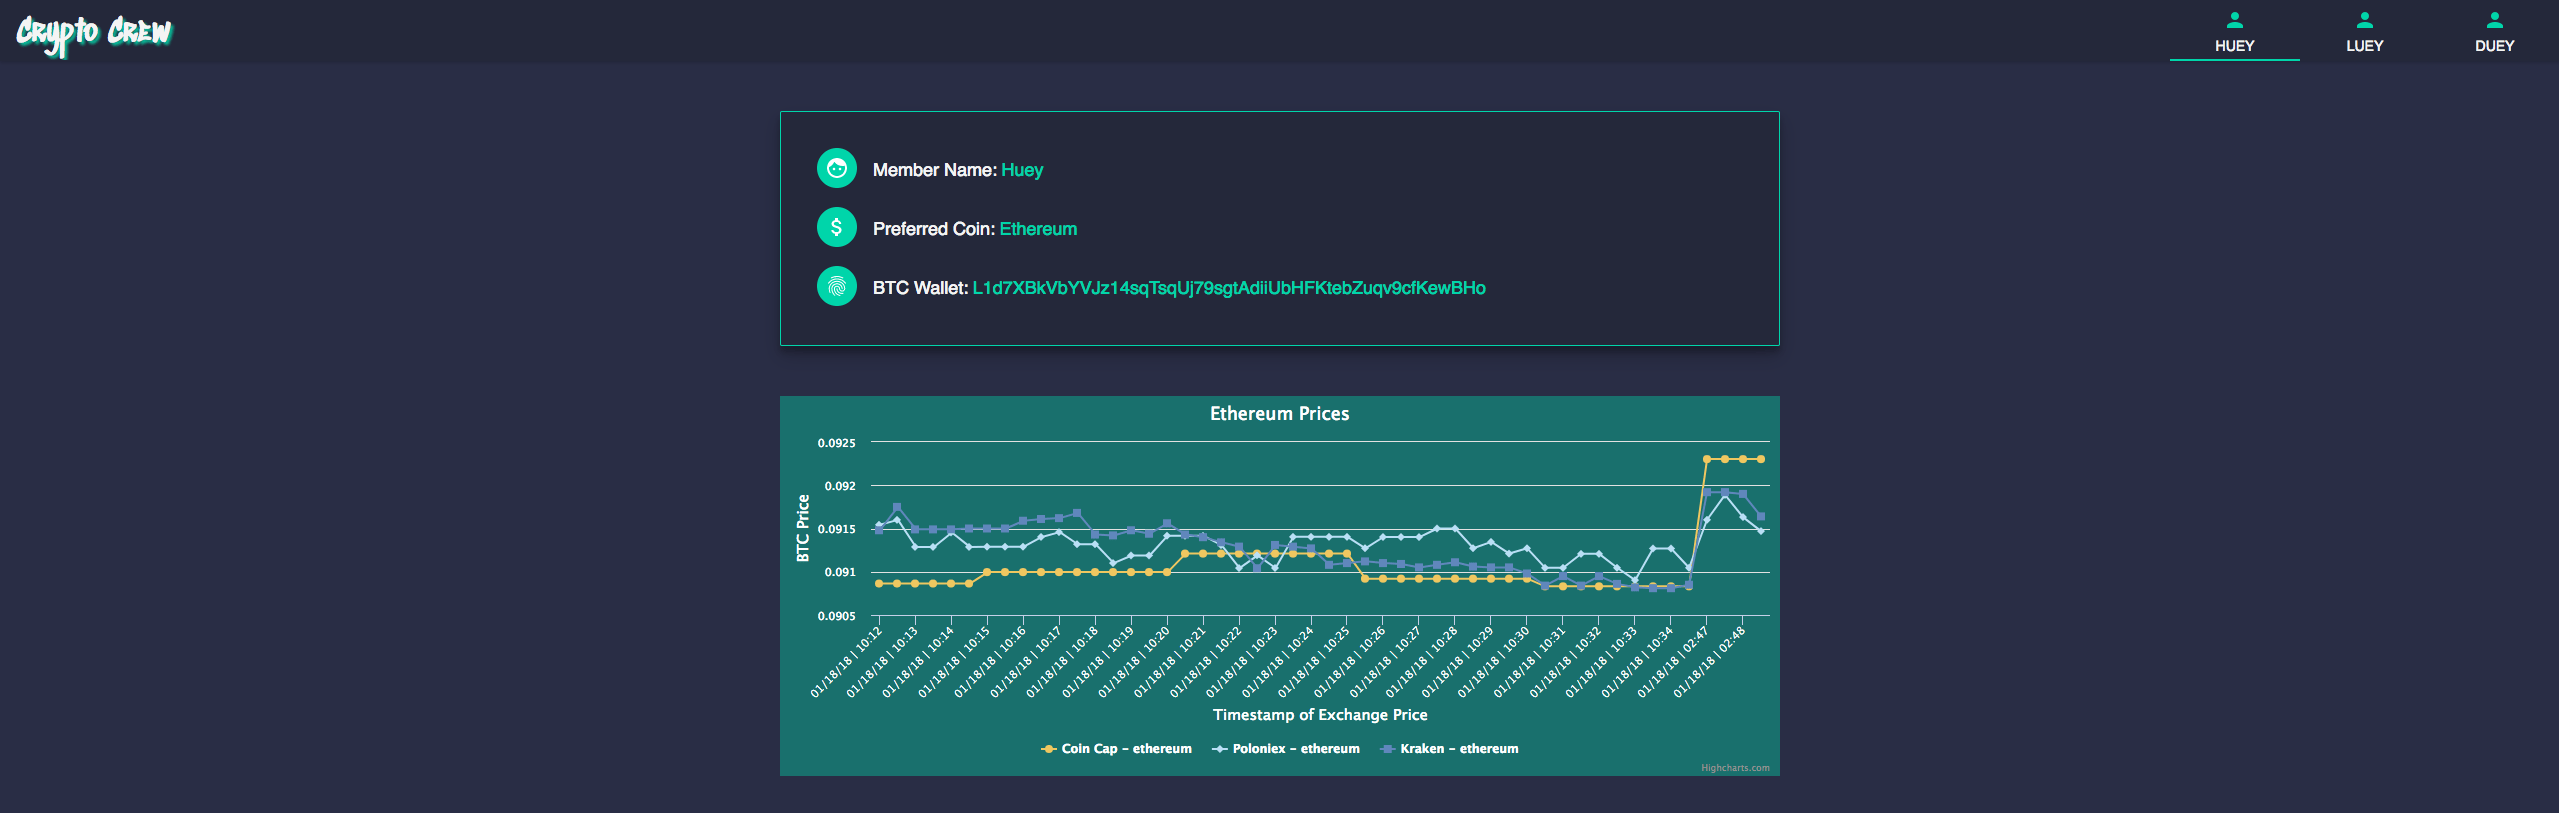 Crypto Crew
HUEY
LUEY
DUEY
Member Name: Huey
Preferred Coin: Ethereum
BTC Wallet: L1d7XBkVbYVJz14sqTsqUj79sgtAdiiUbHFKtebZuqv9cfKewBHo
Ethereum Prices
0.0925
0.092
0.0915
0.091
0.0905
BTC Price
01/18/18 | 10:12
01/18/18 | 10:13
01/18/18 | 10:14
01/18/18 | 10:15
01/18/18 | 10:16
01/18/18 | 10:17
01/18/18 | 10:18
01/18/18 | 10:19
01/18/18 | 10:20
01/18/18 | 10:21
01/18/18 | 10:22
01/18/18 | 10:23
01/18/18 | 10:24
01/18/18 | 10:25
01/18/18 | 10:26
01/18/18 | 10:27
01/18/18 | 10:28
01/18/18 | 10:29
01/18/18 | 10:30
01/18/18 | 10:31
01/18/18 | 10:32
01/18/18 | 10:33
01/18/18 | 10:34
01/18/18 | 02:47
01/18/18 | 02:48
Timestamp of Exchange Price
Coin Cap - ethereum
Poloniex - ethereum
Kraken - ethereum
Highcharts.com